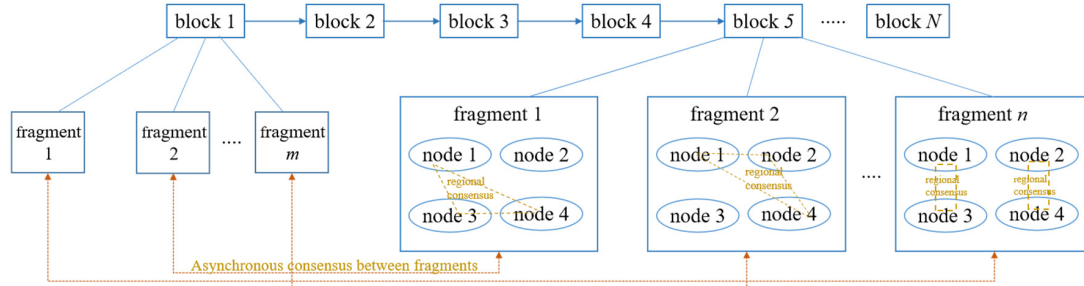 block 1 block 2 block 3 block 4 block 5 ..... block N
fragment 1
fragment 2
....
fragment m
fragment 1
node 1 node 2
regional
consensus
node 3 node 4
fragment 2
node 1 node 2
regional
consensus
node 3 node 4
....
fragment n
node 1 node 2
regional
consensus
regional
consensus
node 3 node 4
Asynchronous consensus between fragments